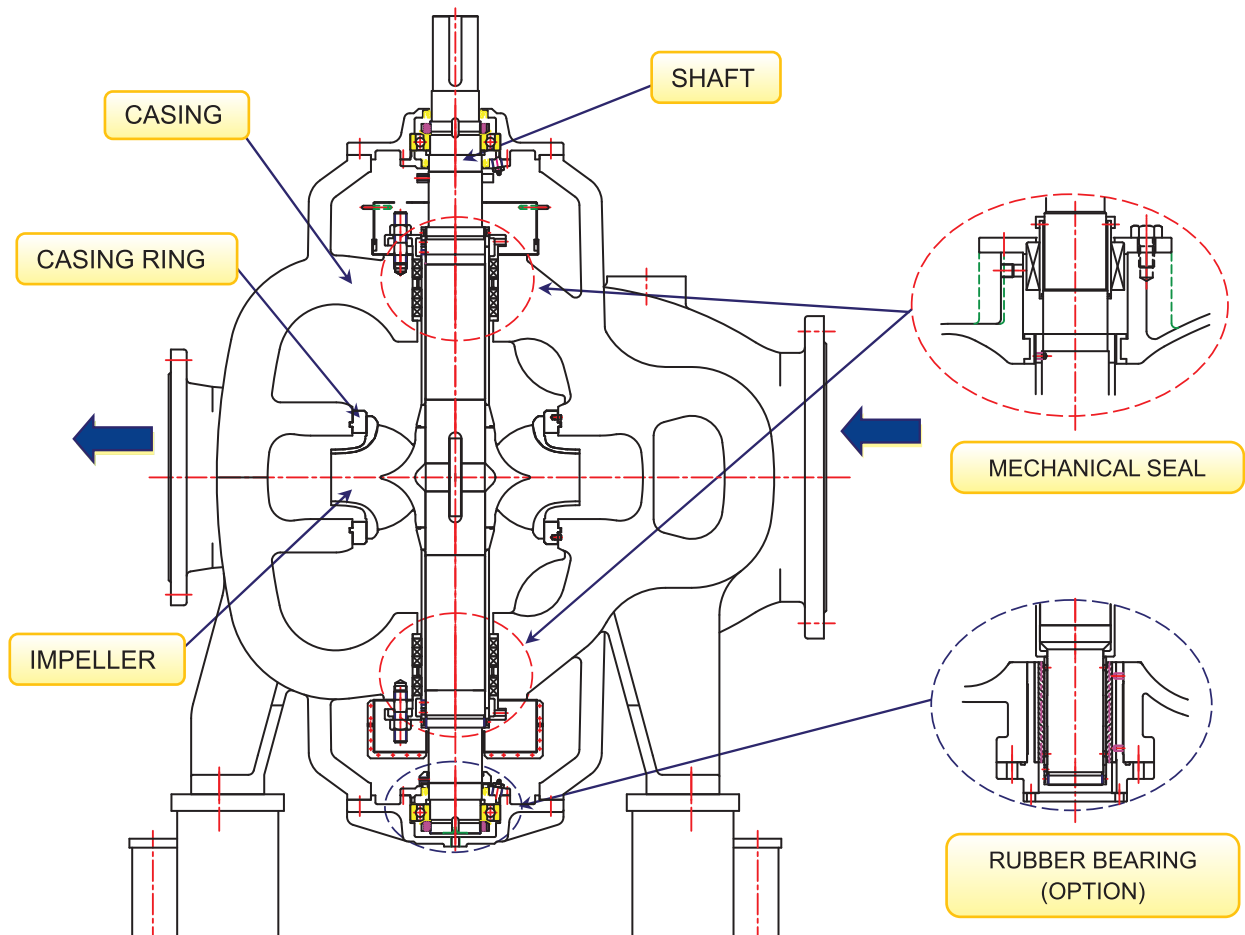 SHAFT
CASING
CASING RING
MECHANICAL SEAL
IMPELLER
RUBBER BEARING
(OPTION)